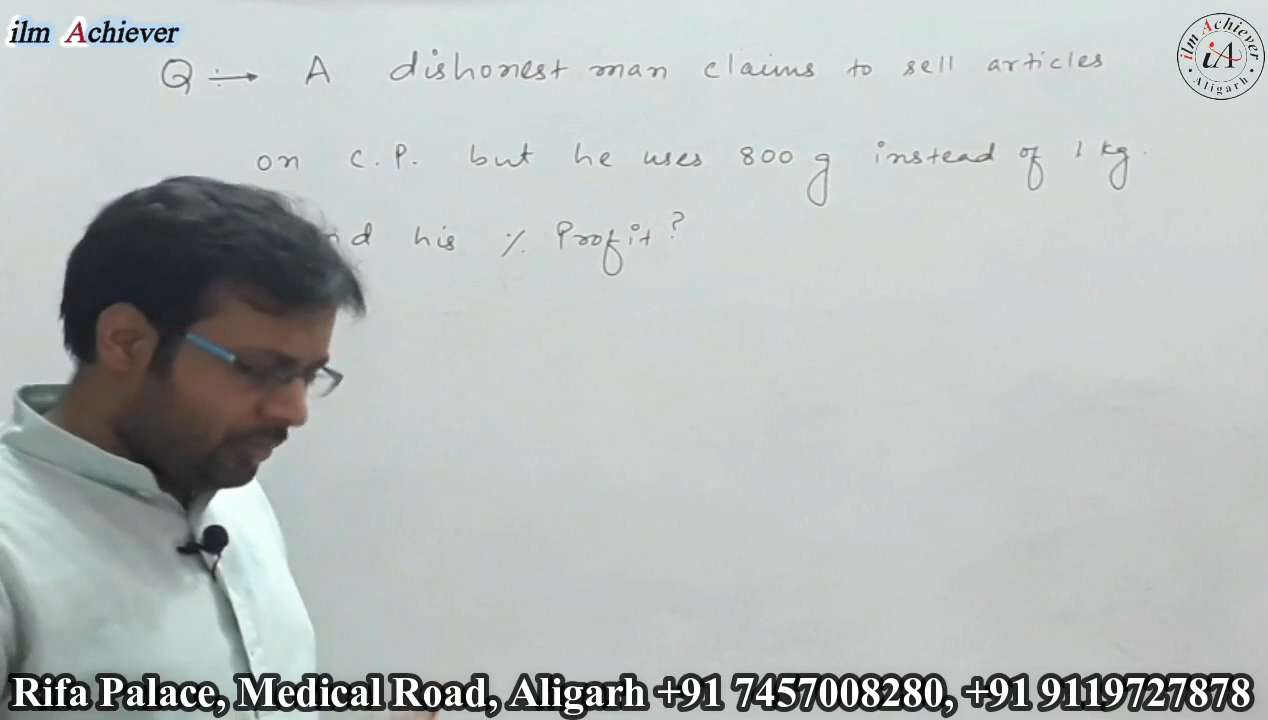 ilm Achiever
ilm Achiever
iA
Aligarh
Q :→ A dishonest man claims to sell articles
on C.P. but he uses 800 g instead of 1 kg.
his % Profit?
Rifa Palace, Medical Road, Aligarh +91 7457008280, +91 9119727878